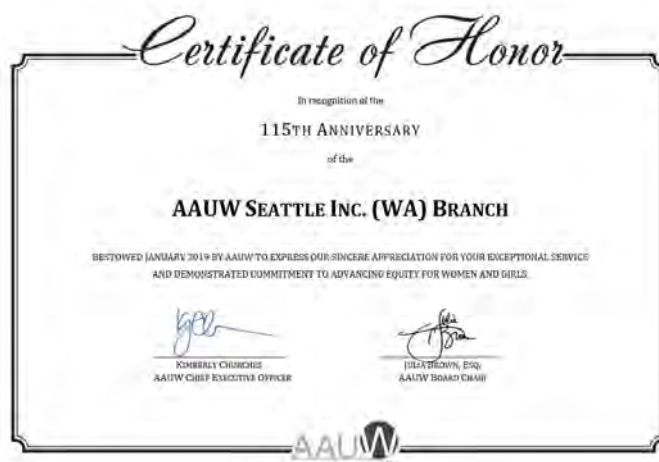 Certificate of Honor
In recognition of the
115TH ANNIVERSARY
of the
AAUW SEATTLE INC. (WA) BRANCH
BESTOWED JANUARY 2019 BY AAUW TO EXPRESS OUR SINCERE APPRECIATION FOR YOUR EXCEPTIONAL SERVICE
AND DEMONSTRATED COMMITMENT TO ADVANCING EQUITY FOR WOMEN AND GIRLS.
Julia
Brown
KIMBERLY CHURCHES
JULIA BROWN, ESQ.
AAUW CHIEF EXECUTIVE OFFICER
AAUW BOARD CHAIR
AAUW